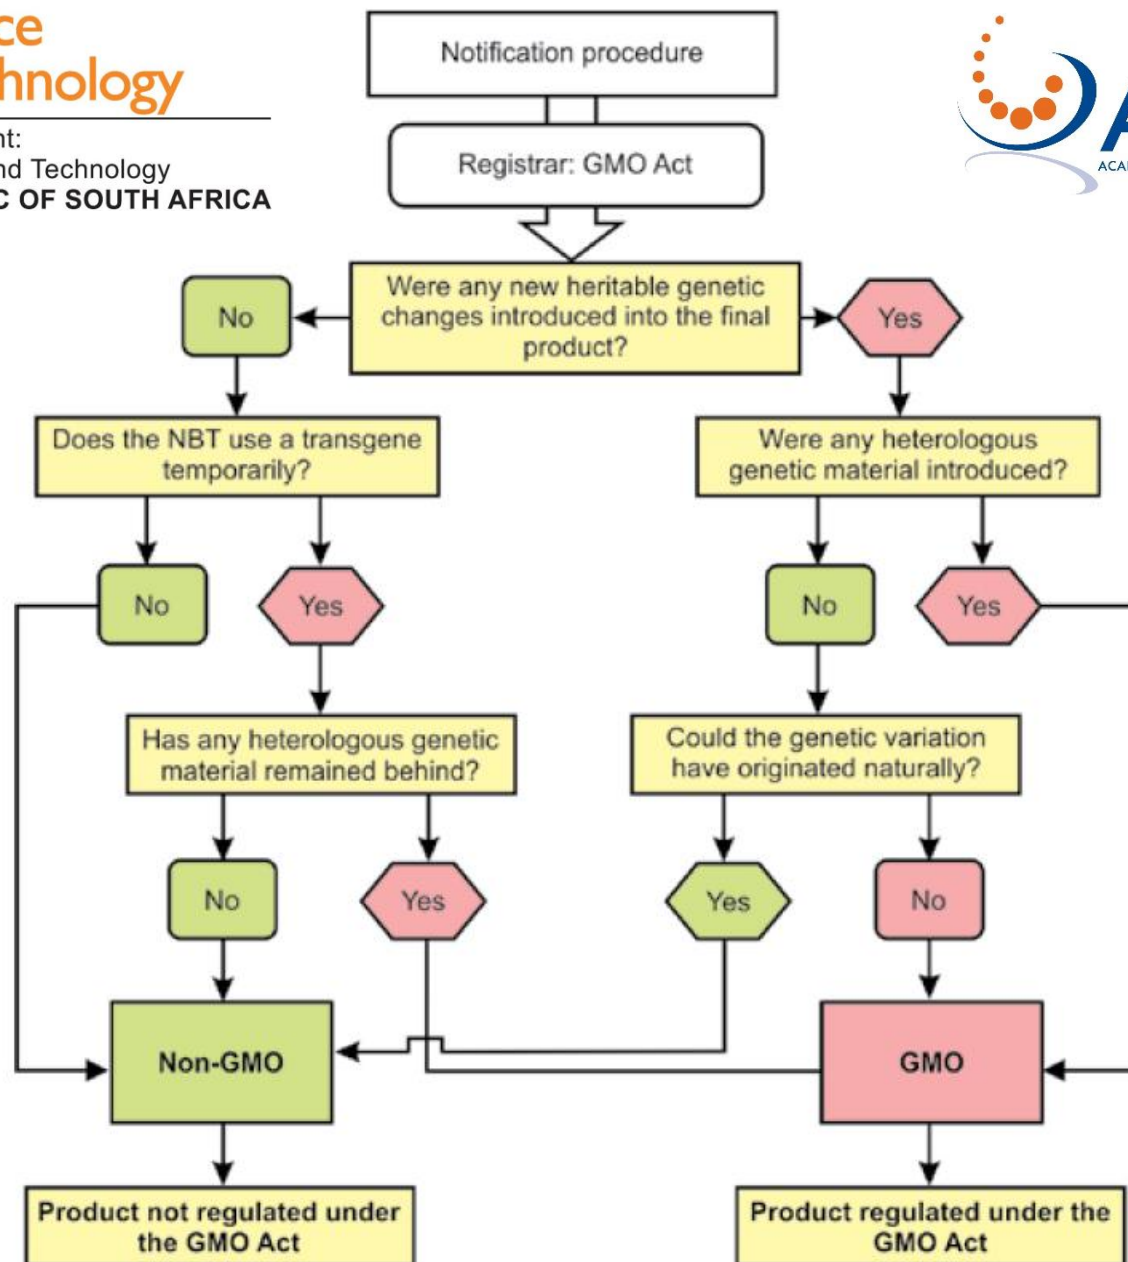 ce
hnology
nt:
nd Technology
C OF SOUTH AFRICA
A
ACA
Notification procedure
Registrar: GMO Act
Were any new heritable genetic
changes introduced into the final
product?
No
Yes
Does the NBT use a transgene
temporarily?
Were any heterologous
genetic material introduced?
No
Yes
No
Yes
Has any heterologous genetic
material remained behind?
Could the genetic variation
have originated naturally?
No
Yes
Yes
No
Non-GMO
GMO
Product not regulated under
the GMO Act
Product regulated under the
GMO Act